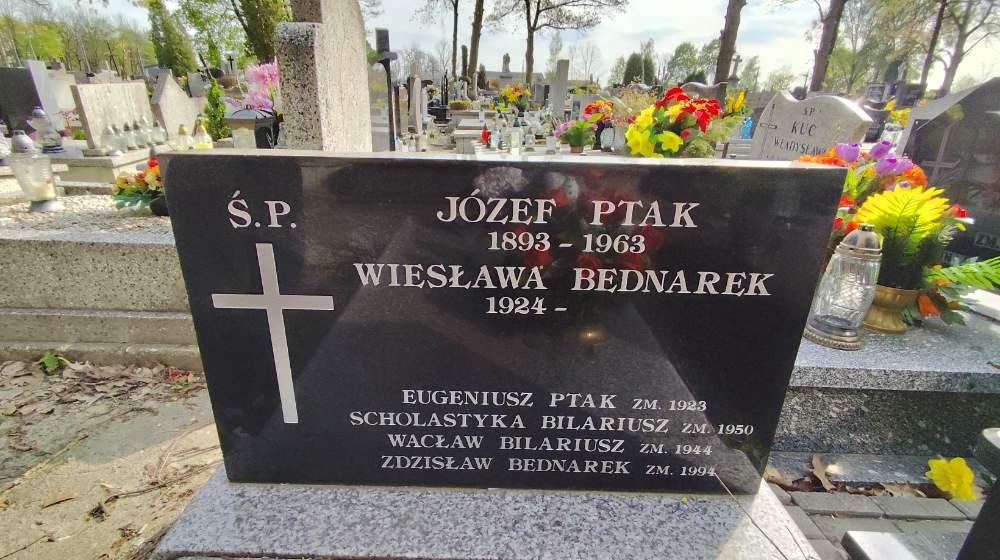 Ś.P.
JÓZEF PTAK
1893 - 1963
WIESŁAWA BEDNAREK
1924 -
EUGENIUSZ PTAK ZM. 1923
SCHOLASTYKA BILARIUSZ ZM. 1950
WACŁAW BILARIUSZ ZM. 1944
ZDZISŁAW BEDNAREK ZM. 1994
Ś.P.
KUC
WŁADYSŁAW